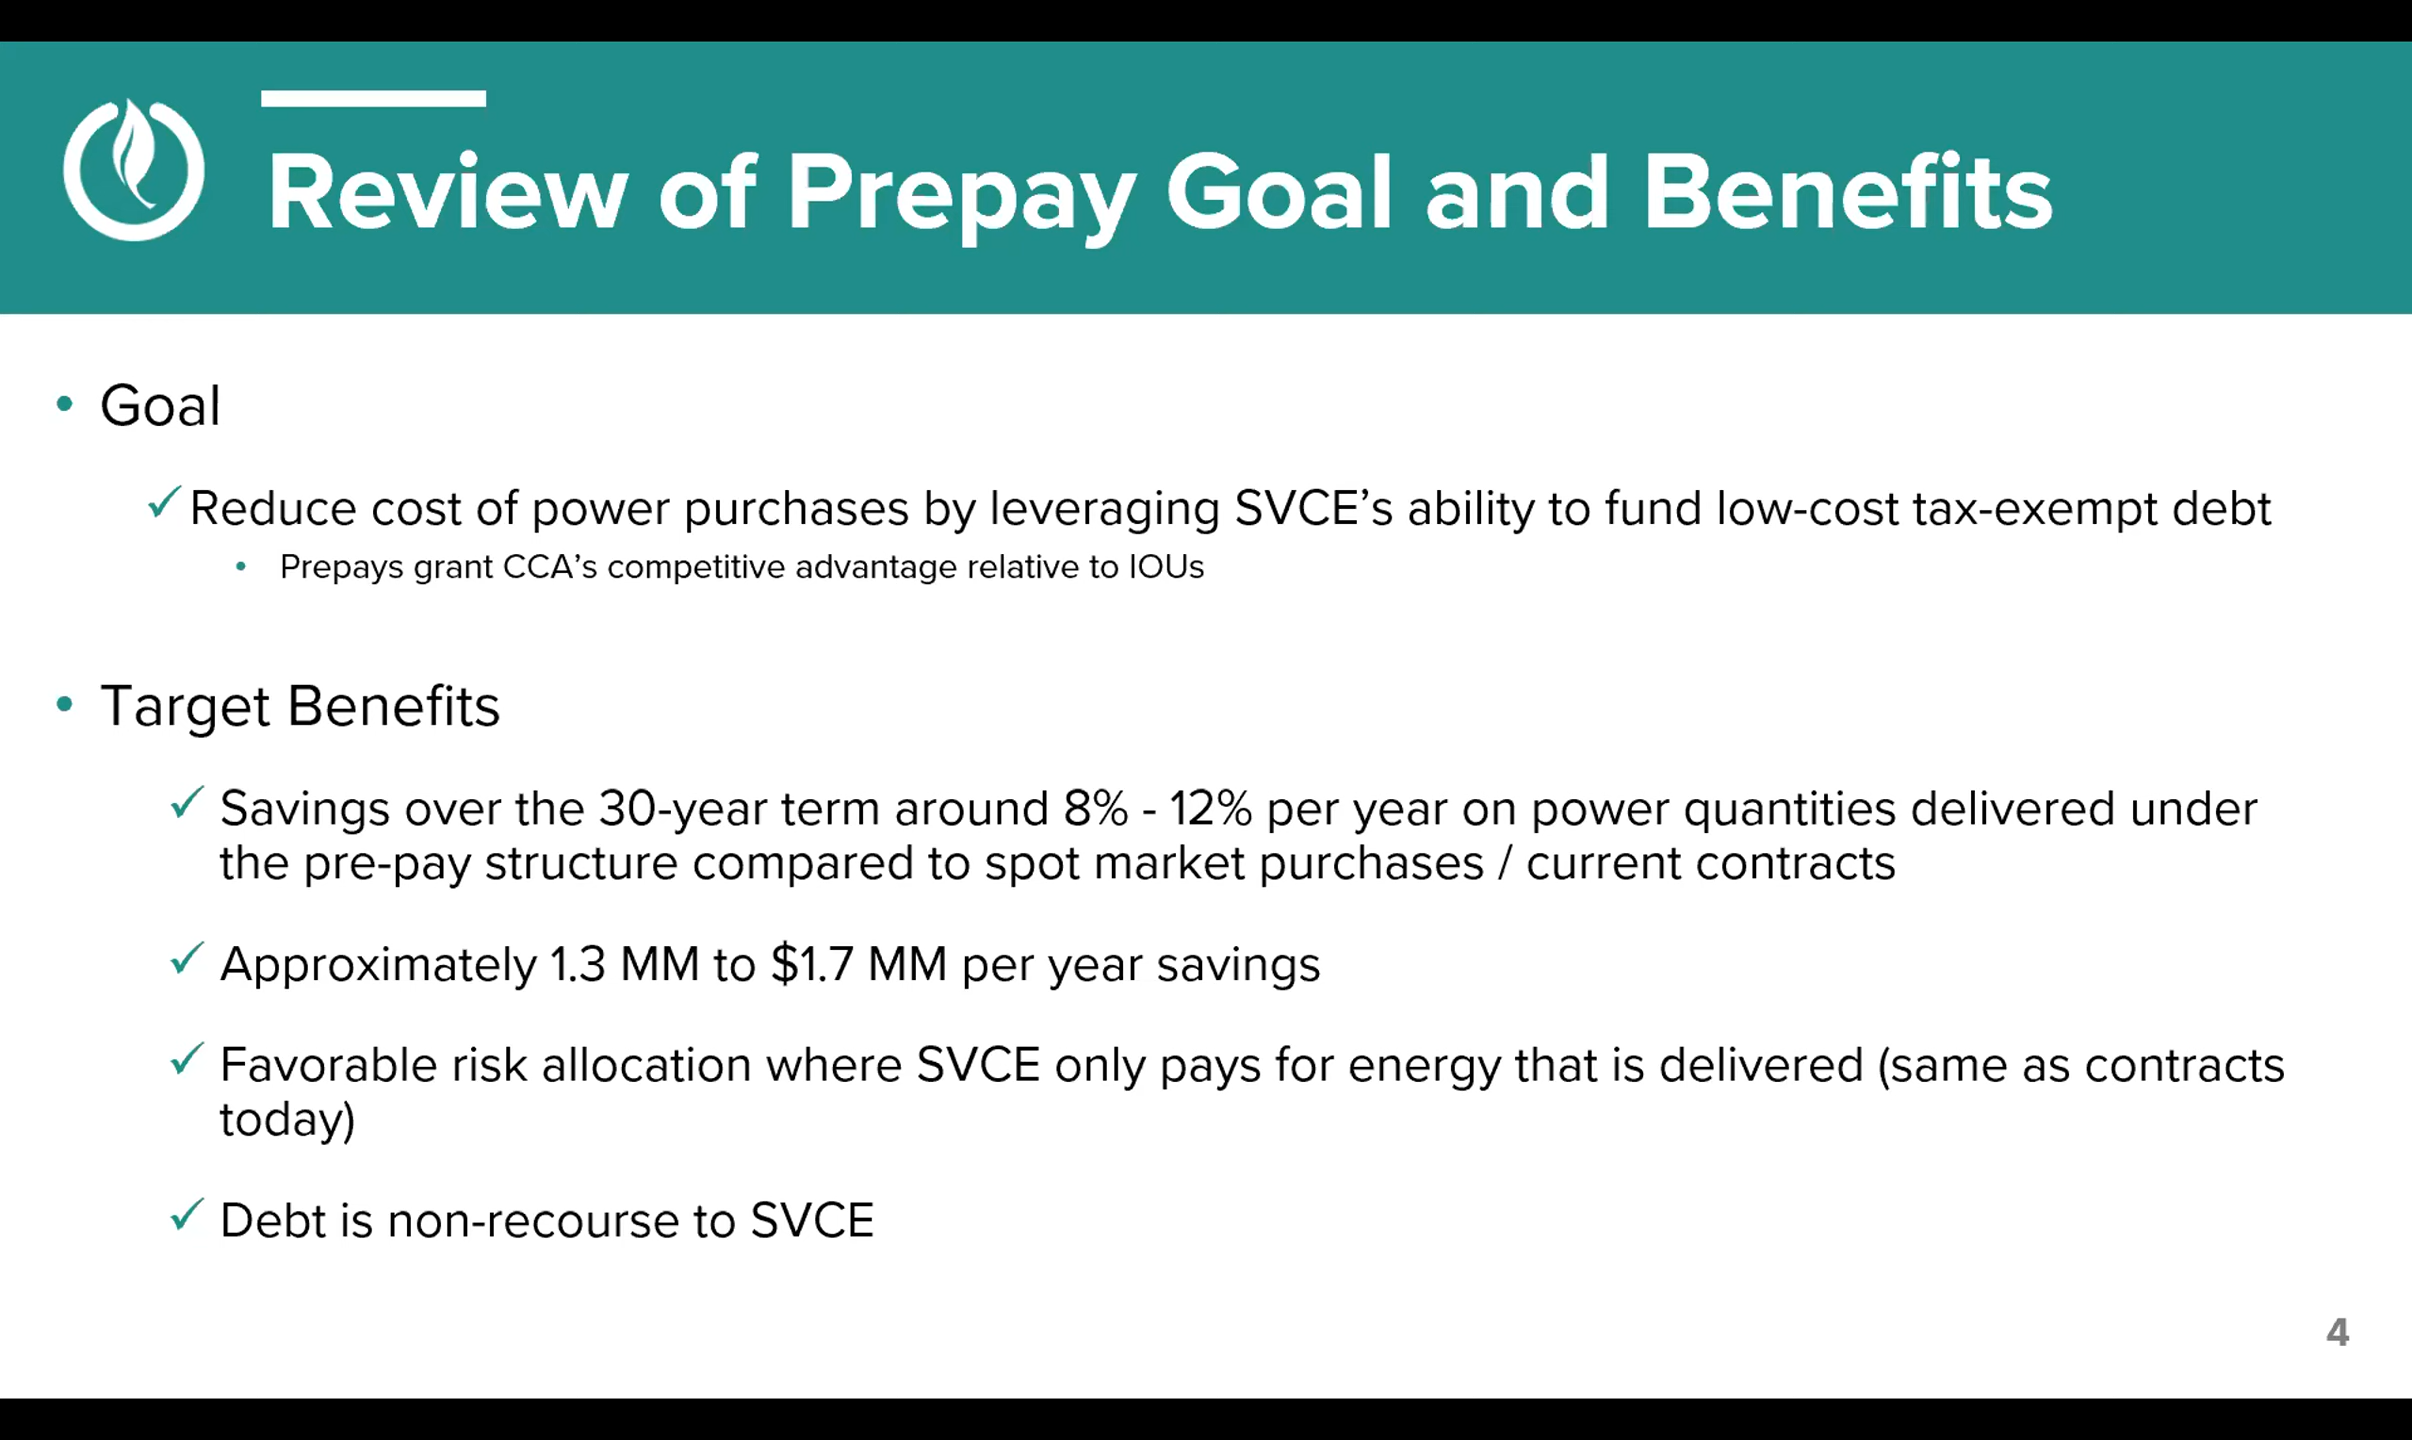 Review of Prepay Goal and Benefits
• Goal
✓ Reduce cost of power purchases by leveraging SVCE’s ability to fund low-cost tax-exempt debt
• Prepays grant CCA’s competitive advantage relative to IOUs
• Target Benefits
✓ Savings over the 30-year term around 8% - 12% per year on power quantities delivered under
the pre-pay structure compared to spot market purchases / current contracts
✓ Approximately 1.3 MM to $1.7 MM per year savings
✓ Favorable risk allocation where SVCE only pays for energy that is delivered (same as contracts
today)
✓ Debt is non-recourse to SVCE
4